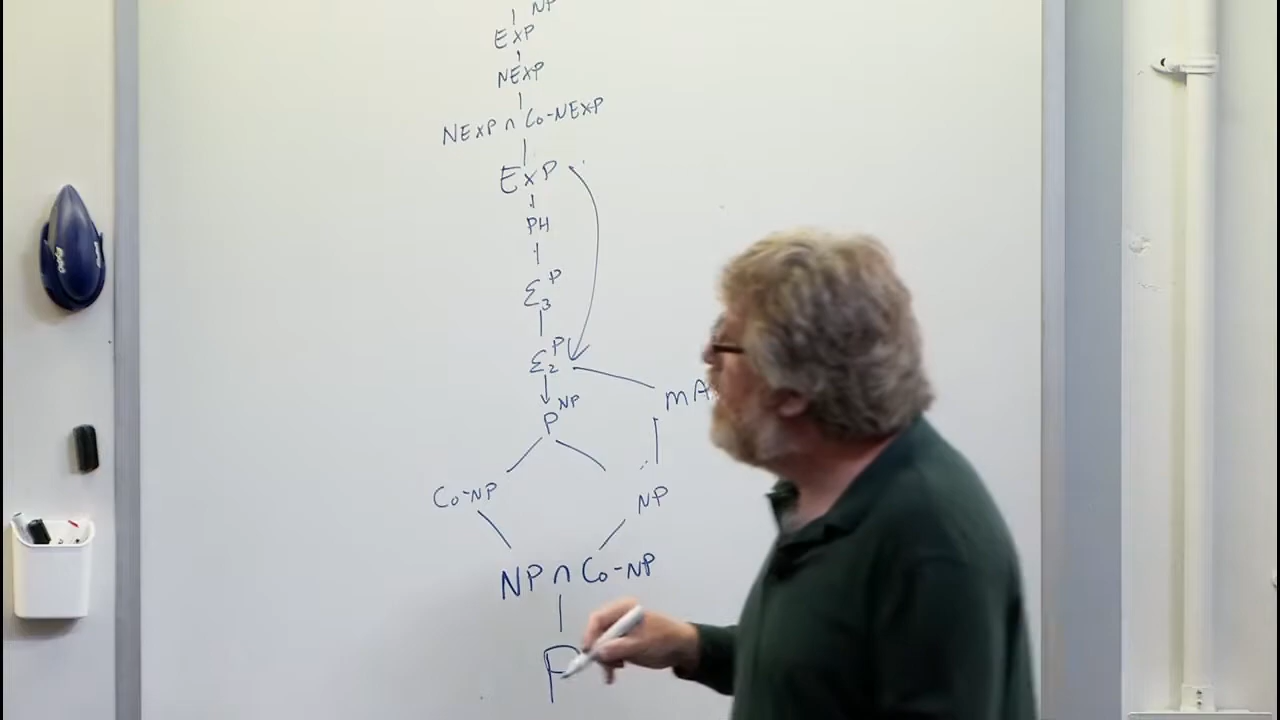 NP
EXP
NEXP
NEXP ∩ Co-NEXP
EXP
PH
Σ₃ᴾ
Σ₂ᴾ
Pᴺᴾ
mA
Co-NP NP
NP ∩ Co-NP
P